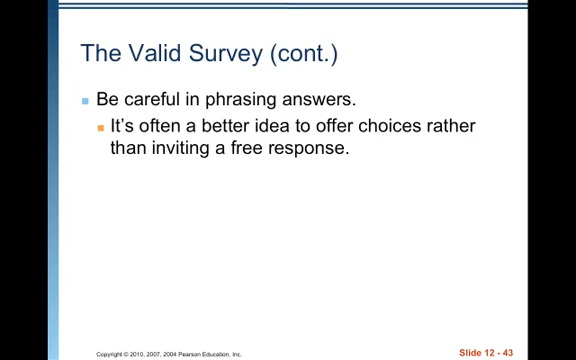 The Valid Survey (cont.)
Be careful in phrasing answers.
It's often a better idea to offer choices rather
than inviting a free response.
Copyright © 2010, 2007, 2004 Pearson Education, Inc.
Slide 12 - 43